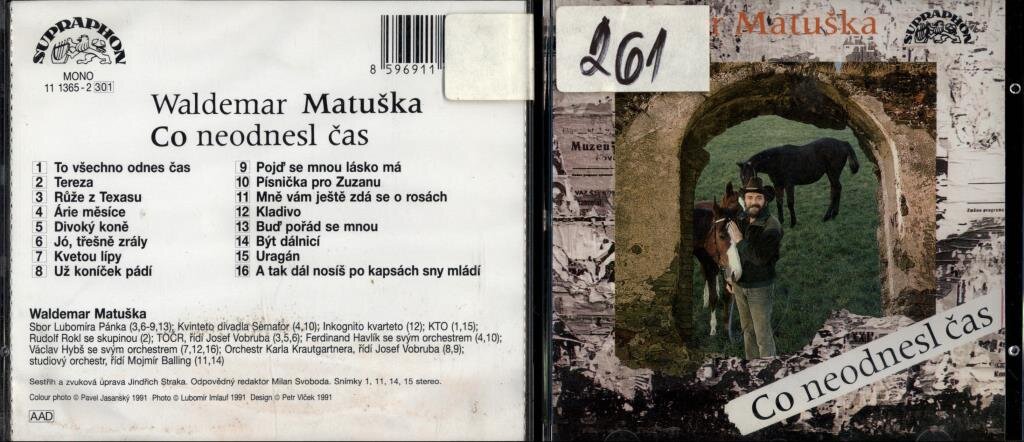 SUPRAPHON
MONO
11 1365-2 301
8 596911
Waldemar Matuška
Co neodnesl čas
1 To všechno odnes čas
2 Tereza
3 Růže z Texasu
4 Árie měsíce
5 Divoký koně
6 Jó, třešně zrály
7 Kvetou lípy
8 Už koníček pádí
9 Pojď se mnou lásko má
10 Písnička pro Zuzanu
11 Mně vám ještě zdá se o rosách
12 Kladivo
13 Buď pořád se mnou
14 Být dálnicí
15 Uragán
16 A tak dál nosíš po kapsách sny mládí
Waldemar Matuška
Sbor Lubomíra Pánka (3,6-9,13); Kvinteto divadla Semafor (4,10); Inkognito kvarteto (12); KTO (1,15);
Rudolf Rokl se skupinou (2); TOČR, řídí Josef Vobruba (3,5,6); Ferdinand Havlík se svým orchestrem (4,10);
Václav Hybš se svým orchestrem (7,12,16); Orchestr Karla Krautgartnera, řídí Josef Vobruba (8,9);
studiový orchestr, řídí Mojmír Balling (11,14)
Sestřih a zvuková úprava Jindřich Straka. Odpovědný redaktor Milan Svoboda. Snímky 1, 11, 14, 15 stereo.
Colour photo © Pavel Jasanský 1991 Photo © Lubomír Imlauf 1991 Design © Petr Vlček 1991
AAD
261
Matuška
SUPRAPHON
Muzeu
Co neodnesl čas